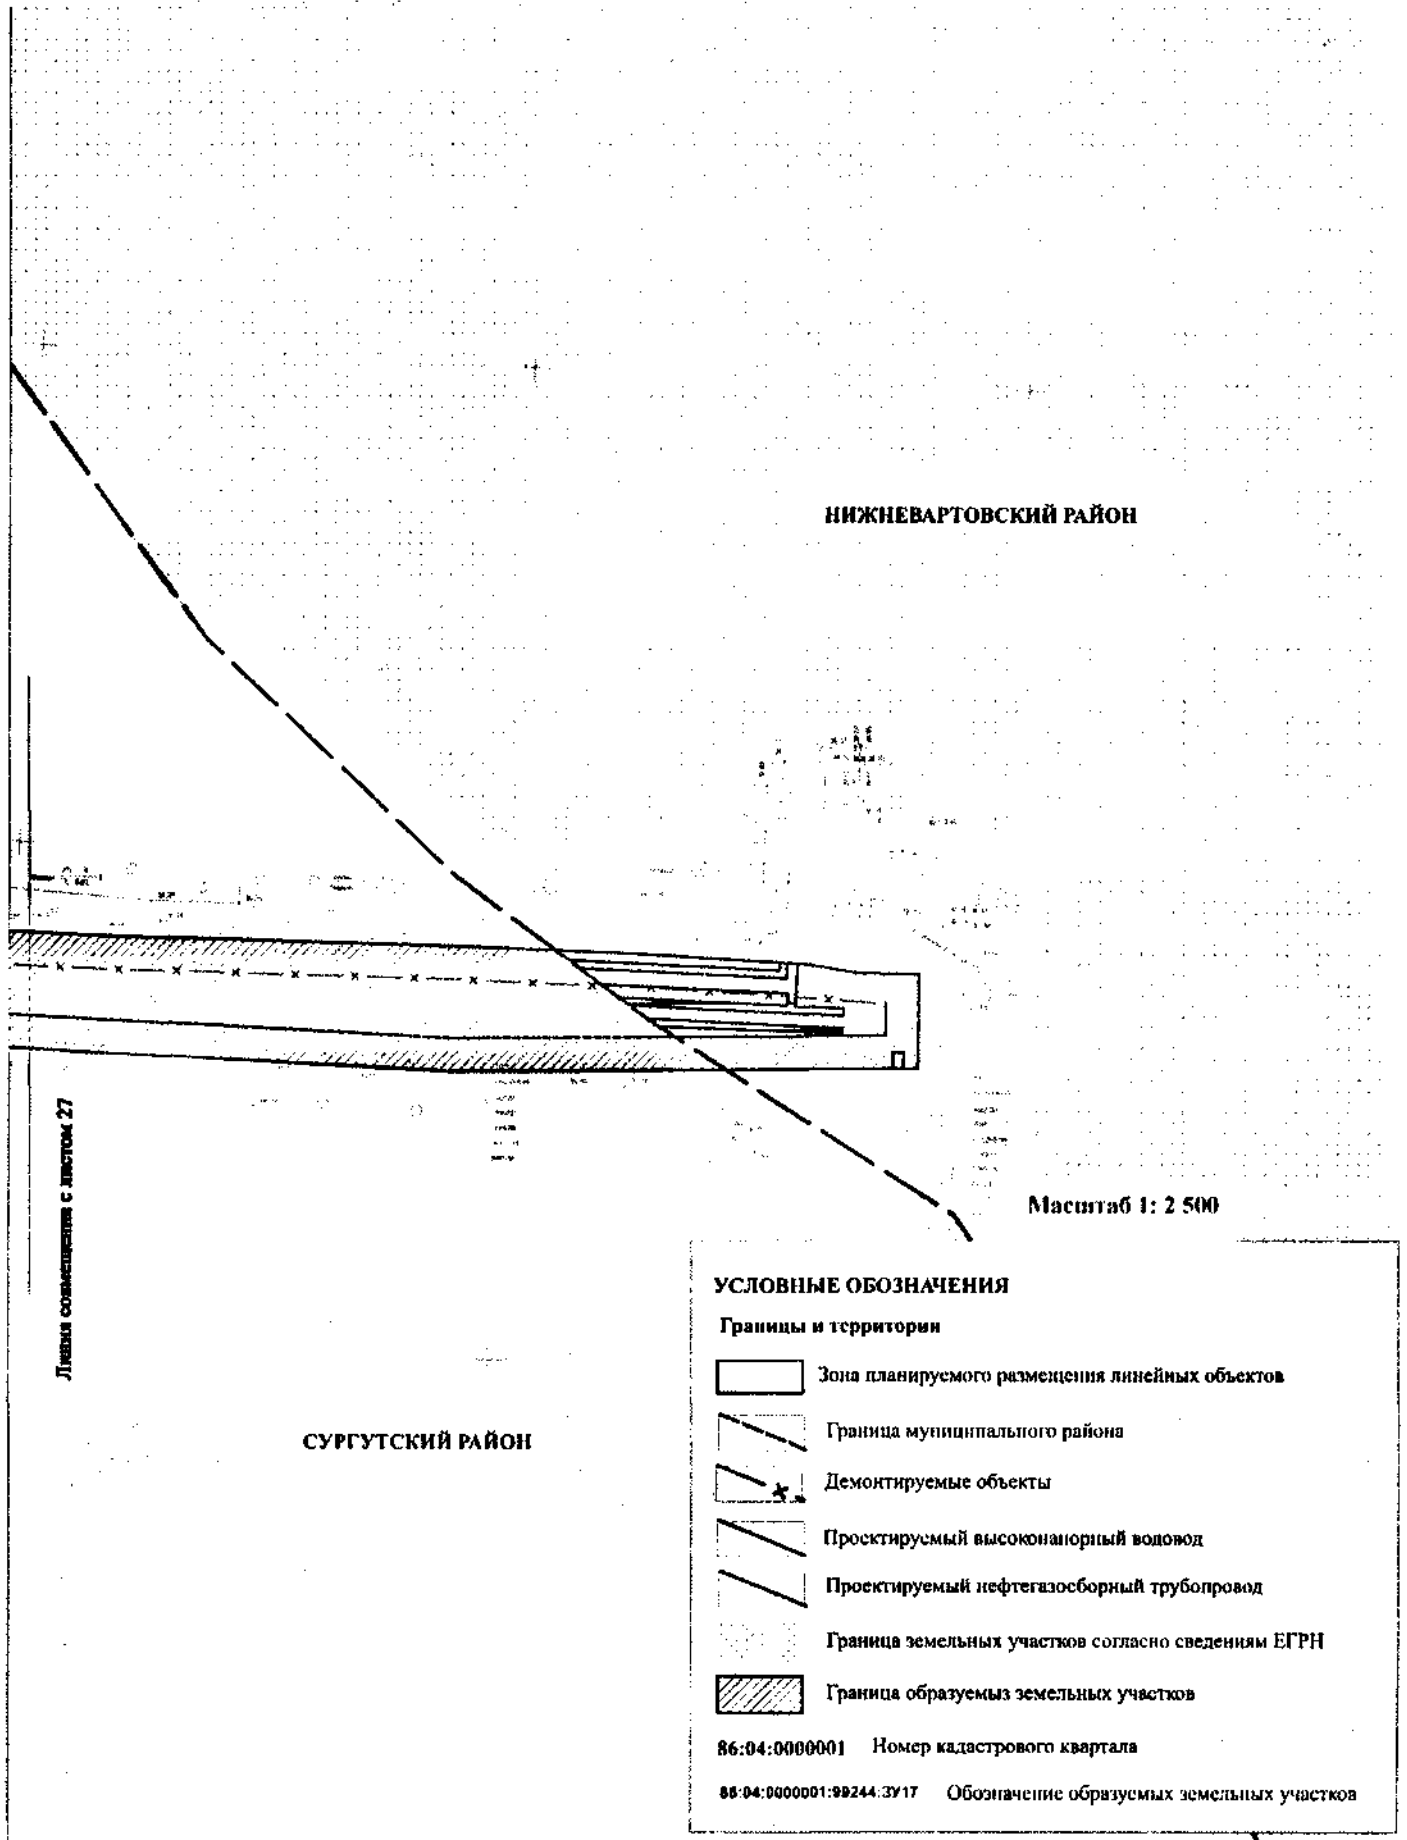 НИЖНЕВАРТОВСКИЙ РАЙОН
Линия совмещения с листом 27
Масштаб 1: 2 500
СУРГУТСКИЙ РАЙОН
УСЛОВНЫЕ ОБОЗНАЧЕНИЯ
Границы и территории
Зона планируемого размещения линейных объектов
Граница муниципального района
Демонтируемые объекты
Проектируемый высоконапорный водовод
Проектируемый нефтегазосборный трубопровод
Граница земельных участков согласно сведениям ЕГРН
Граница образуемыз земельных участков
86:04:0000001 Номер кадастрового квартала
86:04:0000001:99244:ЗУ17 Обозначение образуемых земельных участков